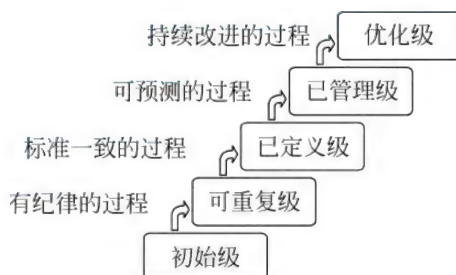 持续改进的过程 优化级
可预测的过程 已管理级
标准一致的过程 已定义级
有纪律的过程 可重复级
初始级